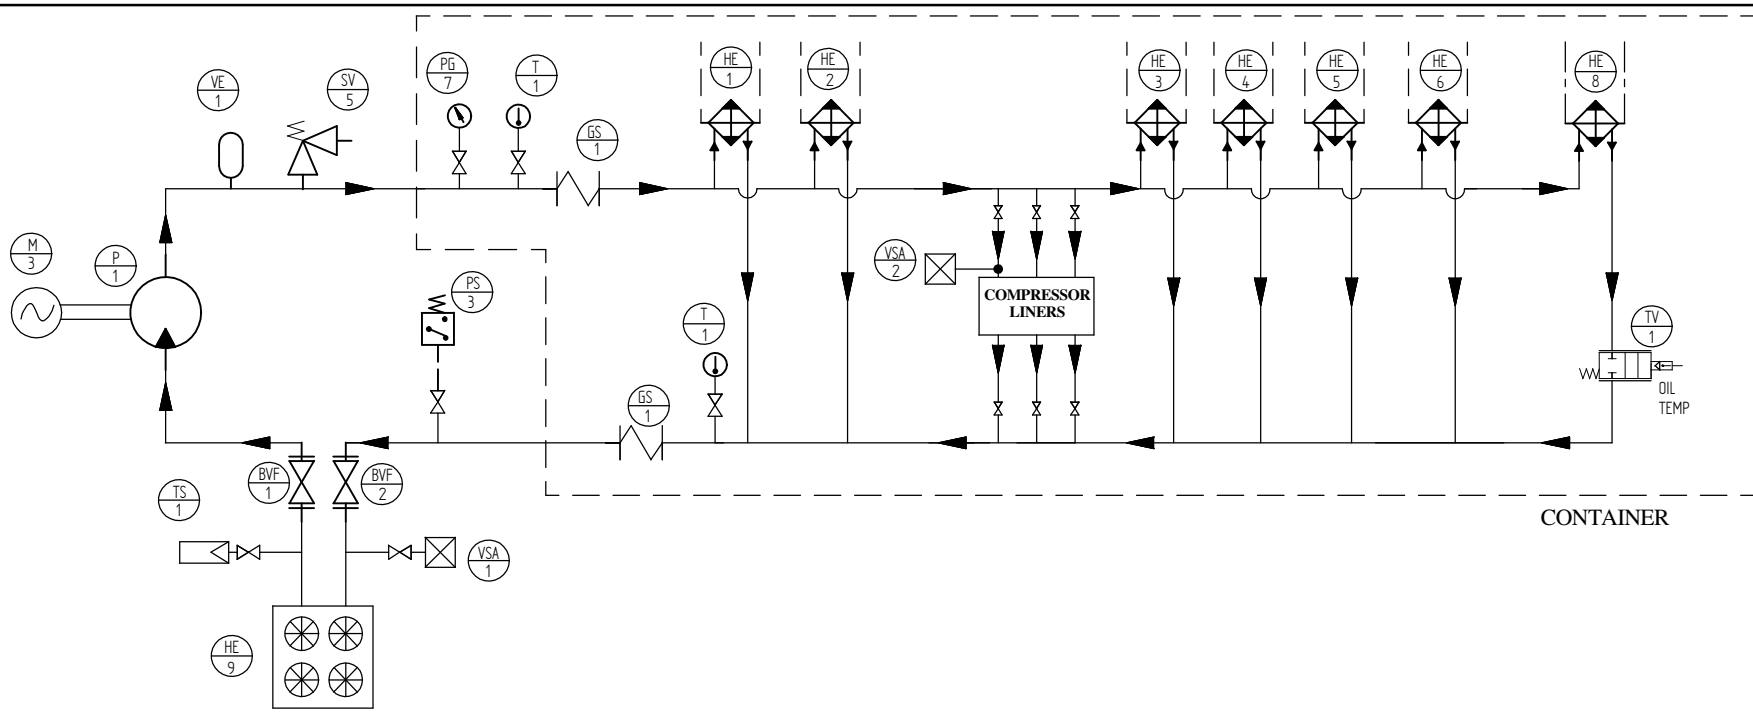 HE
1
HE
2
HE
3
HE
4
HE
5
HE
6
HE
8
VE
1
SV
5
PG
7
T
1
GS
1
M
3
P
1
PS
3
VSA
2
COMPRESSOR
LINERS
T
1
TV
1
OIL
TEMP
GS
1
TS
1
BVF
1
BVF
2
CONTAINER
VSA
1
HE
9